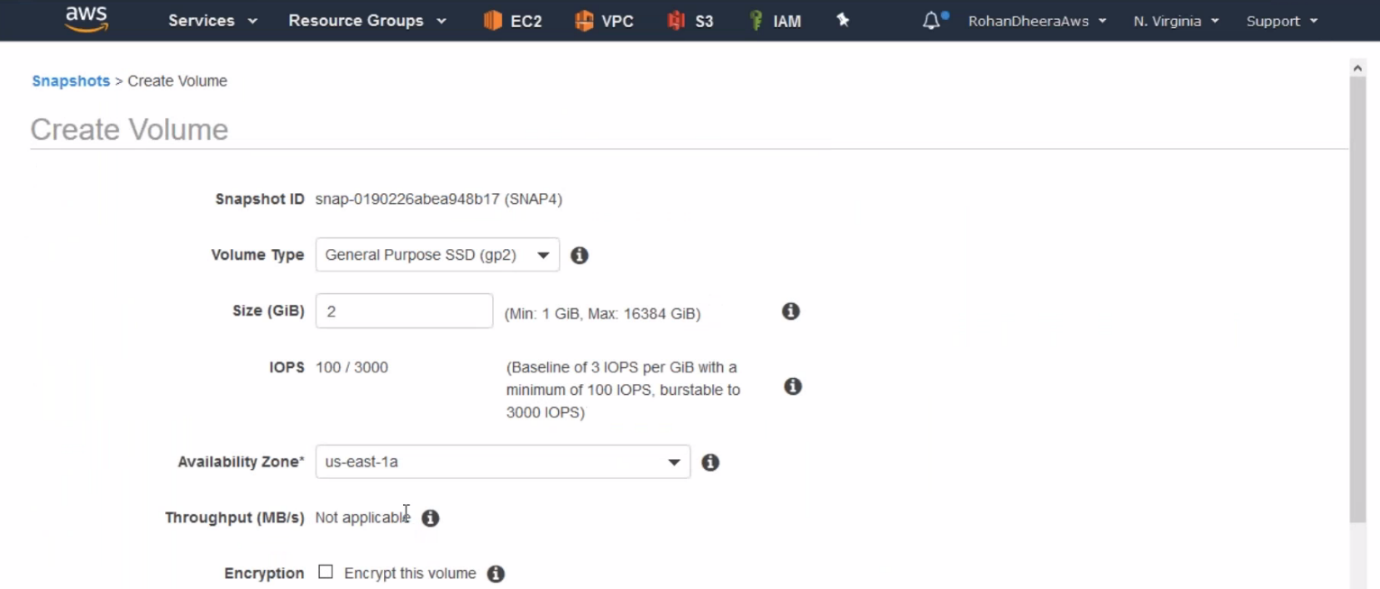 aws Services Resource Groups EC2 VPC S3 IAM RohanDheeraAws N. Virginia Support
Snapshots > Create Volume
Create Volume
Snapshot ID snap-0190226abea948b17 (SNAP4)
Volume Type General Purpose SSD (gp2)
Size (GiB) 2 (Min: 1 GiB, Max: 16384 GiB)
IOPS 100 / 3000 (Baseline of 3 IOPS per GiB with a
minimum of 100 IOPS, burstable to
3000 IOPS)
Availability Zone* us-east-1a
Throughput (MB/s) Not applicable
Encryption Encrypt this volume